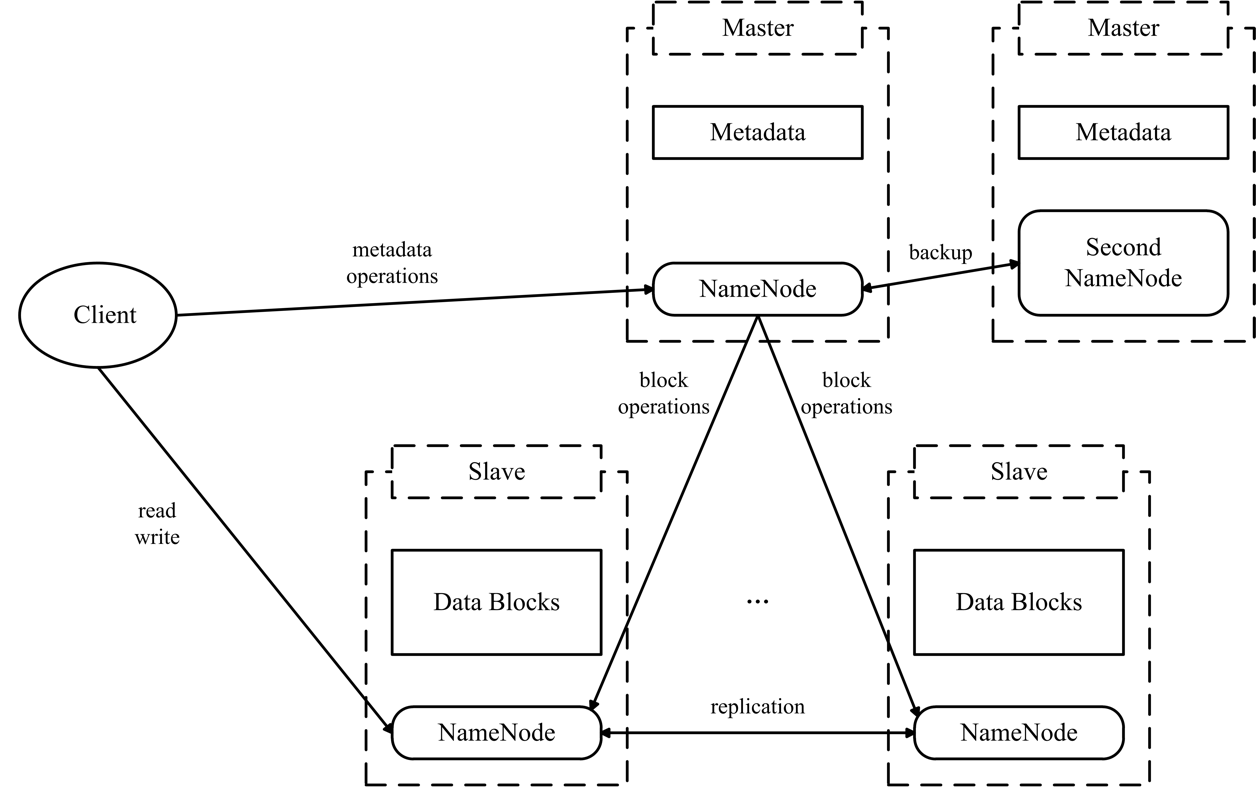 Master
Master
Metadata
Metadata
metadata
operations
backup
Second
NameNode
NameNode
Client
block
operations
block
operations
Slave
Slave
read
write
Data Blocks
...
Data Blocks
replication
NameNode
NameNode